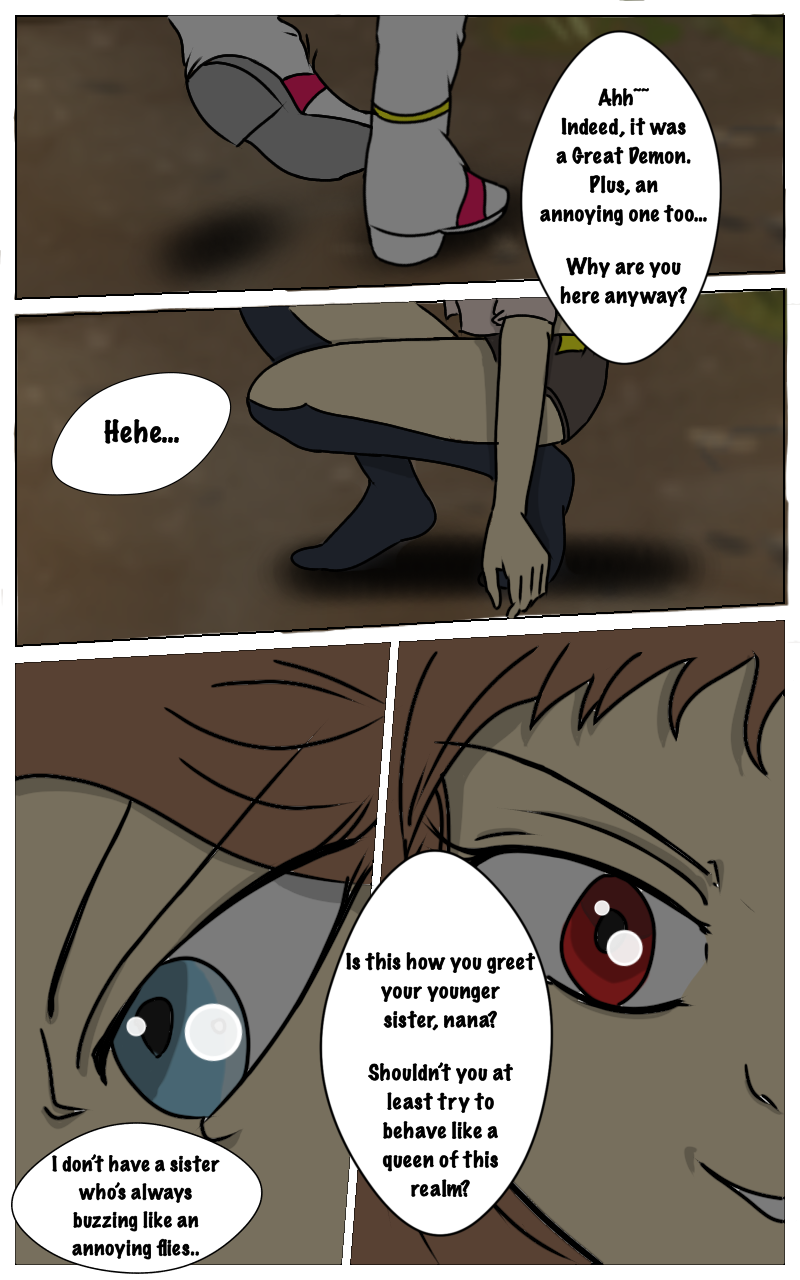 Ahh~~
Indeed, it was
a Great Demon.
Plus, an
annoying one too...
Why are you
here anyway?
Hehe...
Is this how you greet
your younger
sister, nana?
Shouldn't you at
least try to
behave like a
queen of this
realm?
I don't have a sister
who's always
buzzing like an
annoying flies..